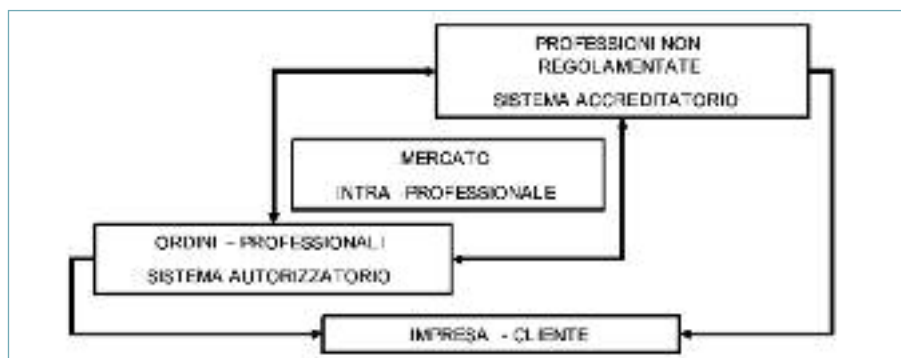 PROFESSIONI NON
REGOLAMENTATE
SISTEMA ACCREDITATORIO
MERCATO
INTRA -PROFESSIONALE
ORDINI - PROFESSIONALI
SISTEMA AUTORIZZATORIO
IMPRESA - CLIENTE